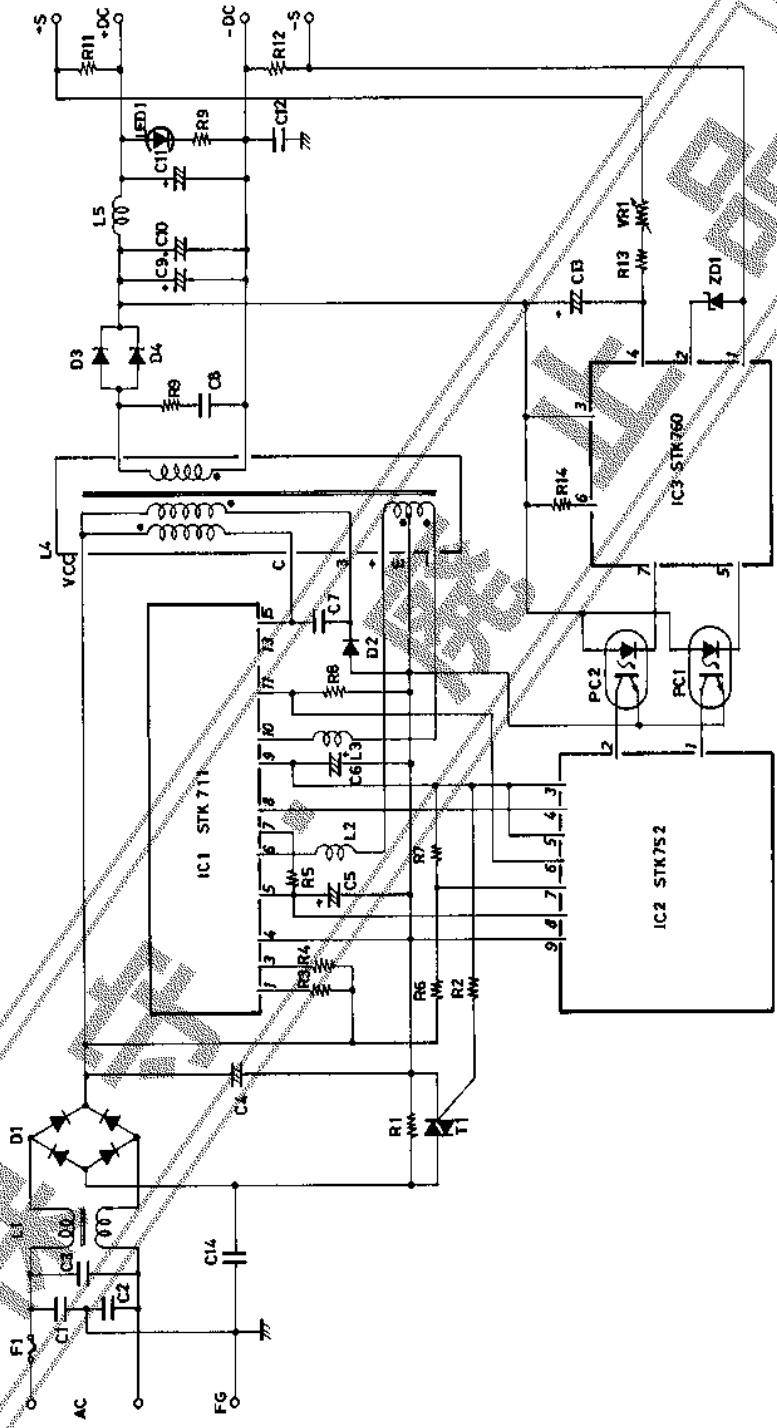 F1
AC
FG
C1
C2
C3
L1
C14
D1
C4
R1
T1
R3
R4
R6
R2
IC1 STK711
1
3
4
5
6
7
8
9
10
11
13
15
R5
C5
L2
R7
C6
L3
R8
D2
C7
L4
VCC
C
B
+
E
R9
C8
D3
D4
C9
C10
L5
C11
LED1
R9
C12
R11
R12
+S
+DC
-DC
-S
IC2 STK752
9
8
7
6
5
4
3
2
1
PC2
PC1
IC3 STK760
7
5
6
3
4
2
1
R14
C13
R13
VR1
ZD1